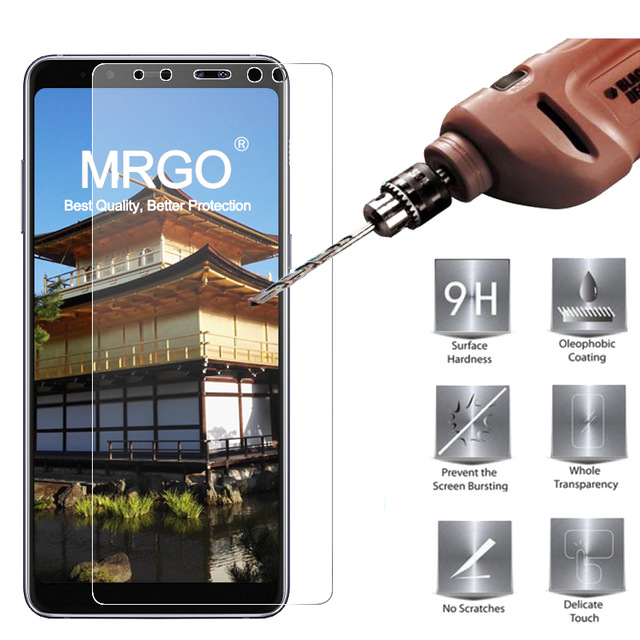 MRGO®
Best Quality, Better Protection
9H
Surface
Hardness
Oleophobic
Coating
Prevent the
Screen Bursting
Whole
Transparency
No Scratches
Delicate
Touch